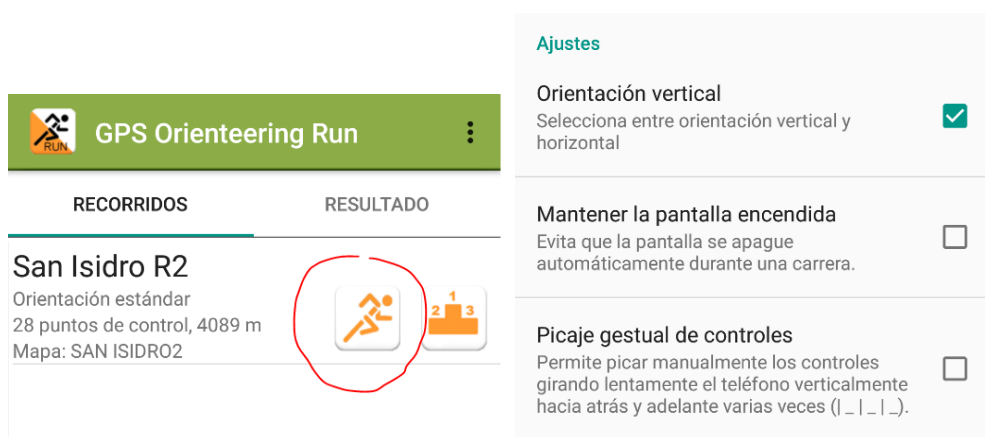 RUN
GPS Orienteering Run
RECORRIDOS
RESULTADO
San Isidro R2
Orientación estándar
28 puntos de control, 4089 m
Mapa: SAN ISIDRO2
1
2 3
Ajustes
Orientación vertical
Selecciona entre orientación vertical y
horizontal
Mantener la pantalla encendida
Evita que la pantalla se apague
automáticamente durante una carrera.
Picaje gestual de controles
Permite picar manualmente los controles
girando lentamente el teléfono verticalmente
hacia atrás y adelante varias veces (| _ | _ | _).